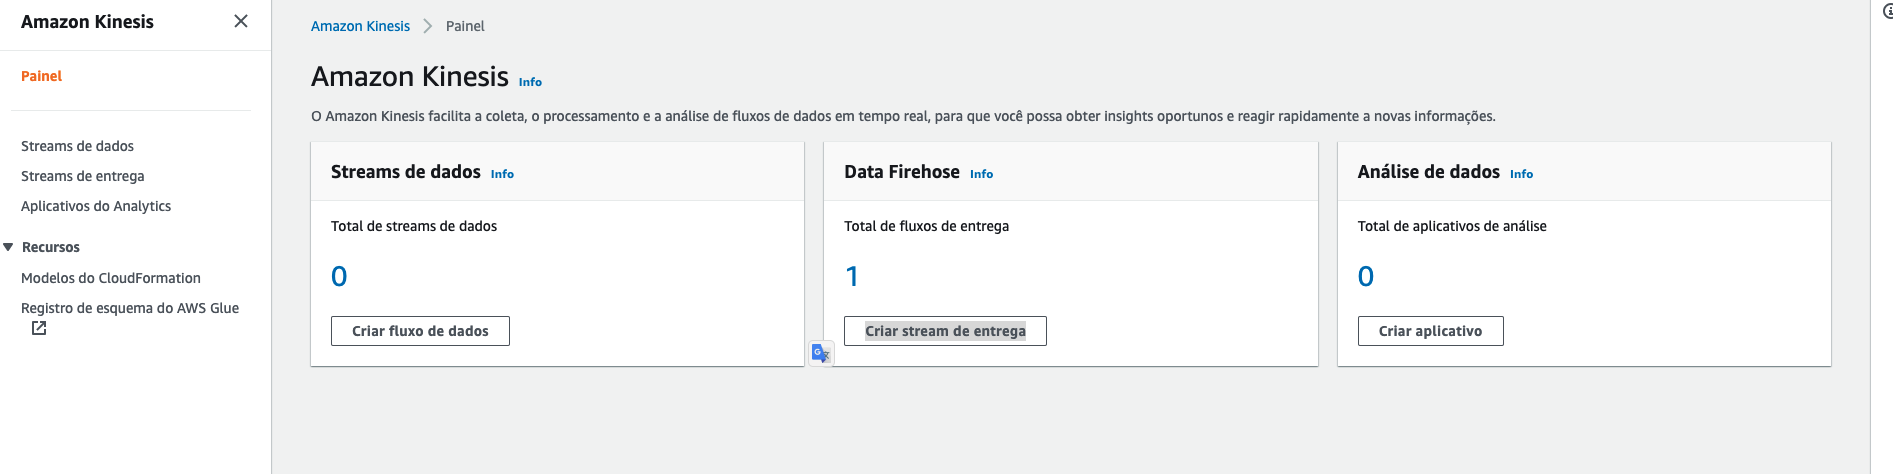 Amazon Kinesis
Painel
Streams de dados
Streams de entrega
Aplicativos do Analytics
Recursos
Modelos do CloudFormation
Registro de esquema do AWS Glue
Amazon Kinesis Painel
Amazon Kinesis Info
O Amazon Kinesis facilita a coleta, o processamento e a análise de fluxos de dados em tempo real, para que você possa obter insights oportunos e reagir rapidamente a novas informações.
Streams de dados Info
Total de streams de dados
0
Criar fluxo de dados
Data Firehose Info
Total de fluxos de entrega
1
Criar stream de entrega
Análise de dados Info
Total de aplicativos de análise
0
Criar aplicativo